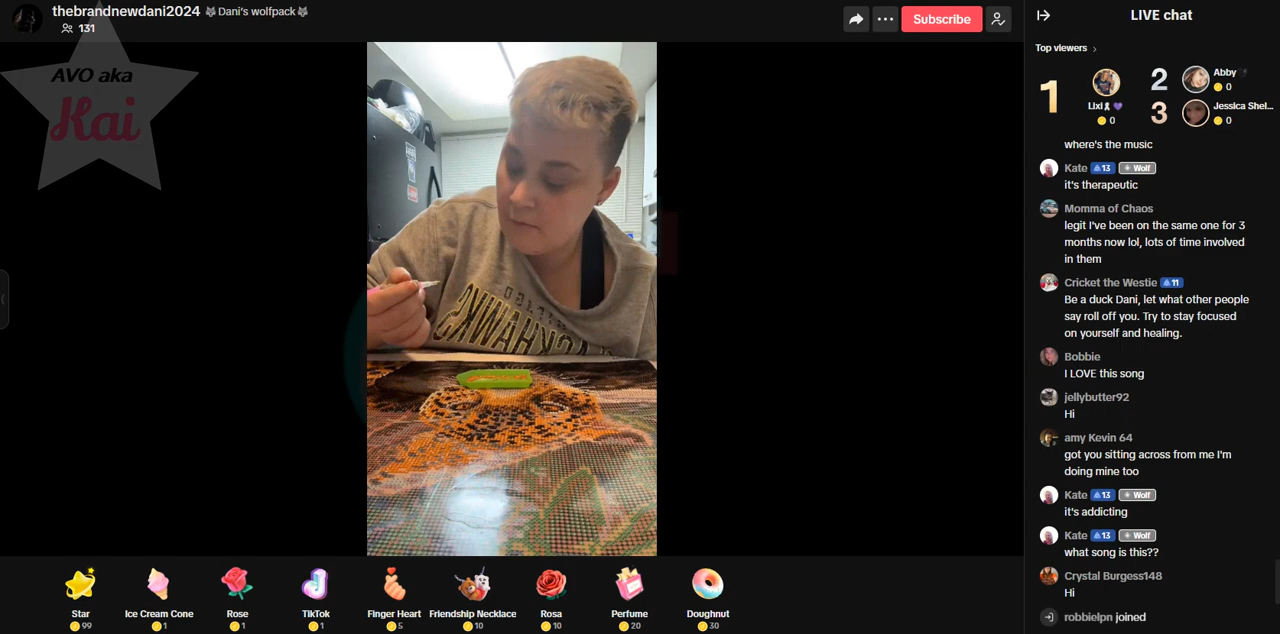 thebrandnewdani2024 🐺Dani's wolfpack🐺
131
Subscribe
AVO aka
Kai
LIVE chat
Top viewers
1
Lixi🎗💜
0
2
Abby
0
3
Jessica Shel...
0
where's the music
Kate 13 Wolf
it's therapeutic
Momma of Chaos
legit I've been on the same one for 3
months now lol, lots of time involved
in them
Cricket the Westie 11
Be a duck Dani, let what other people
say roll off you. Try to stay focused
on yourself and healing.
Bobbie
I LOVE this song
jellybutter92
Hi
amy Kevin 64
got you sitting across from me I'm
doing mine too
Kate 13 Wolf
it's addicting
Kate 13 Wolf
what song is this??
Crystal Burgess148
Hi
robbielpn joined
Star
99
Ice Cream Cone
1
Rose
1
TikTok
1
Finger Heart
5
Friendship Necklace
10
Rosa
10
Perfume
20
Doughnut
30